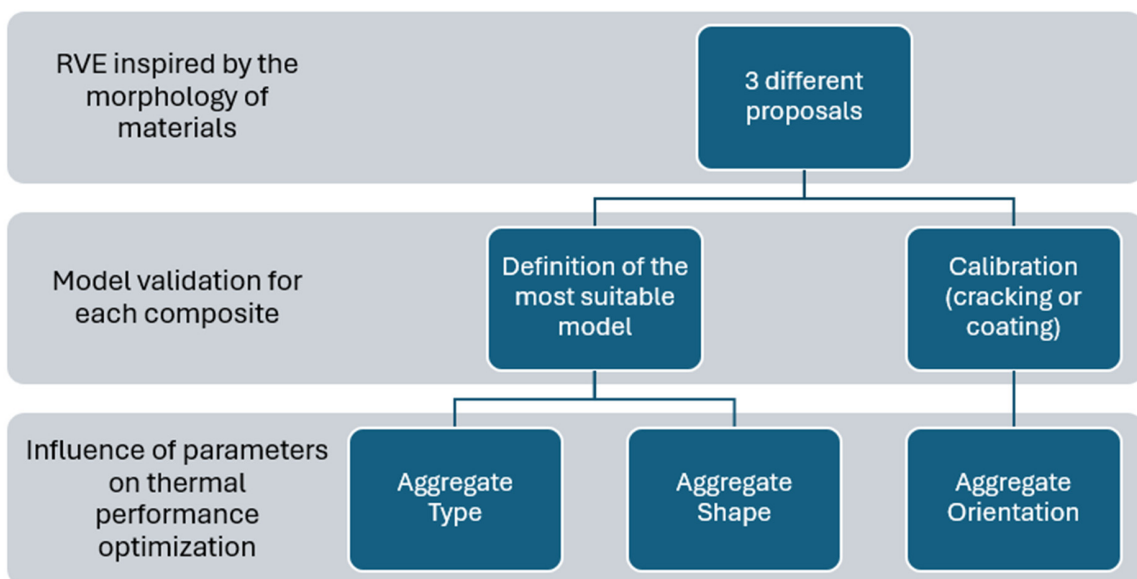 RVE inspired by the
morphology of
materials
3 different
proposals
Model validation for
each composite
Definition of the
most suitable
model
Calibration
(cracking or
coating)
Influence of parameters
on thermal
performance
optimization
Aggregate
Type
Aggregate
Shape
Aggregate
Orientation